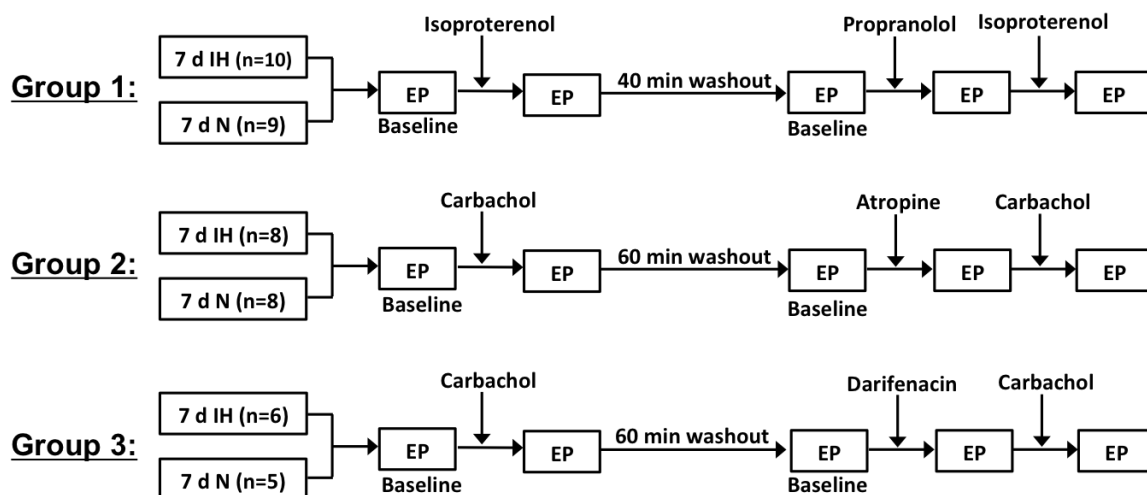 Isoproterenol Propranolol Isoproterenol
7 d IH (n=10)
Group 1: EP EP 40 min washout EP EP EP
7 d N (n=9) Baseline Baseline
Carbachol Atropine Carbachol
7 d IH (n=8)
Group 2: EP EP 60 min washout EP EP EP
7 d N (n=8) Baseline Baseline
Carbachol Darifenacin Carbachol
7 d IH (n=6)
Group 3: EP EP 60 min washout EP EP EP
7 d N (n=5) Baseline Baseline